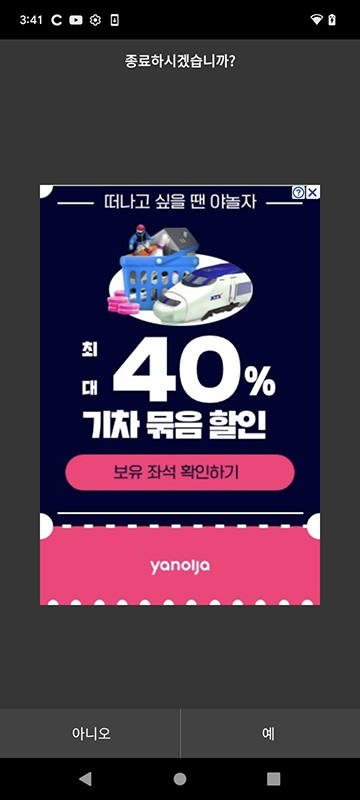 3:41
종료하시겠습니까?
떠나고 싶을 땐 야놀자
KTX
최대
40%
기차 묶음 할인
보유 좌석 확인하기
yanolja
아니오
예